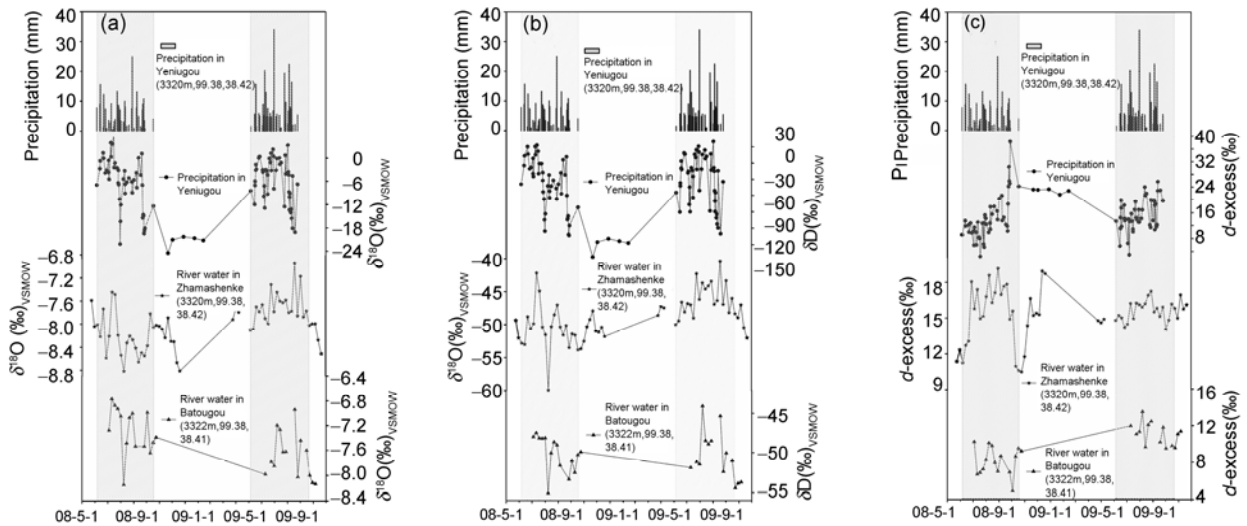 (a)
Precipitation (mm)
40
30
20
10
0
Precipitation in
Yeniugou
(3320m,99.38,38.42)
0
−6
−12
−18
−24
δ¹⁸O(‰)VSMOW
Precipitation in
Yeniugou
−6.8
−7.2
−7.6
−8.0
−8.4
−8.8
δ¹⁸O (‰)VSMOW
River water in
Zhamashenke
(3320m,99.38,
38.42)
−6.4
−6.8
−7.2
−7.6
−8.0
−8.4
δ¹⁸O(‰)VSMOW
River water in
Batougou
(3322m,99.38,
38.41)
08-5-1
08-9-1
09-1-1
09-5-1
09-9-1
(b)
Precipitation (mm)
40
30
20
10
0
Precipitation in
Yeniugou
(3320m,99.38,38.42)
30
0
−30
−60
−90
−120
−150
δD(‰)VSMOW
Precipitation in
Yeniugou
−40
−45
−50
−55
−60
δ¹⁸O(‰)VSMOW
River water in
Zhamashenke
(3320m,99.38,
38.42)
−45
−50
−55
δD(‰)VSMOW
River water in
Batougou
(3322m,99.38,
38.41)
08-5-1
08-9-1
09-1-1
09-5-1
09-9-1
(c)
PIPrecipitation (mm)
40
30
20
10
0
Precipitation in
Yeniugou
(3320m,99.38,38.42)
40
36
32
24
16
8
d-excess(‰)
Precipitation in
Yeniugou
18
15
12
9
d-excess(‰)
River water in
Zhamashenke
(3320m,99.38,
38.42)
16
12
8
4
d-excess(‰)
River water in
Batougou
(3322m,99.38,
38.41)
08-5-1
08-9-1
09-1-1
09-5-1
09-9-1